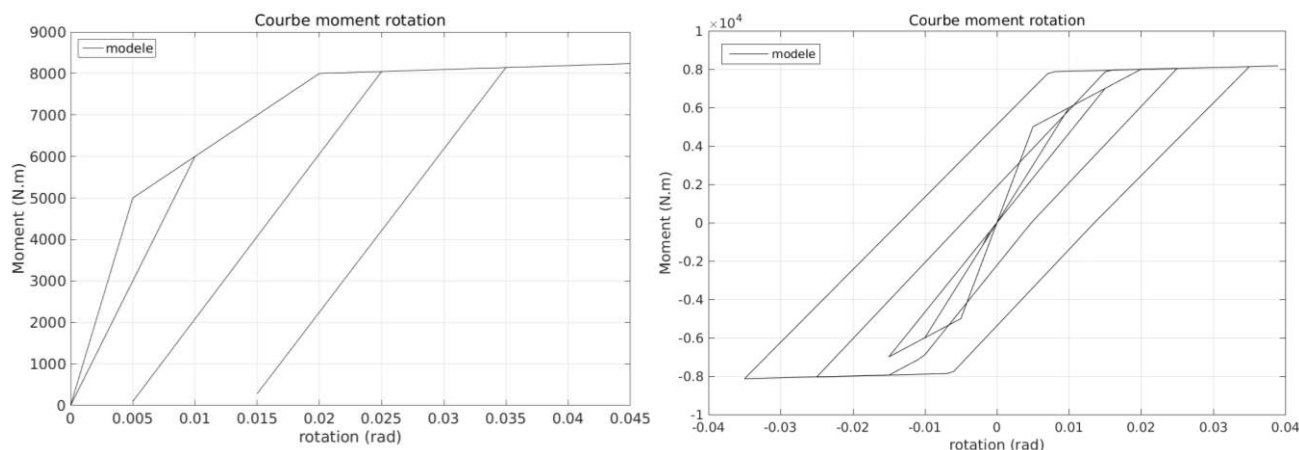 Courbe moment rotation
modele
Moment (N.m)
9000
8000
7000
6000
5000
4000
3000
2000
1000
0
0 0.005 0.01 0.015 0.02 0.025 0.03 0.035 0.04 0.045
rotation (rad)
Courbe moment rotation
×10⁴
modele
Moment (N.m)
1
0.8
0.6
0.4
0.2
0
-0.2
-0.4
-0.6
-0.8
-1
-0.04 -0.03 -0.02 -0.01 0 0.01 0.02 0.03 0.04
rotation (rad)